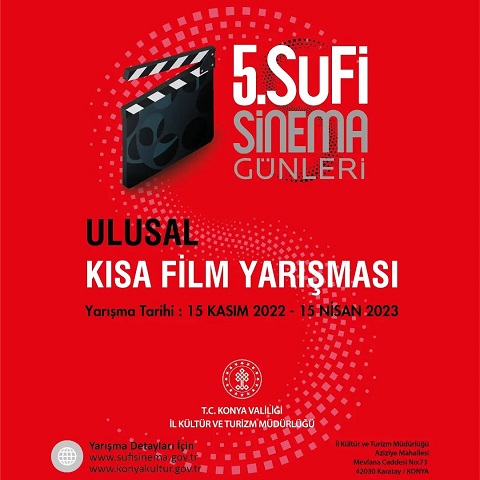 5.SuFi
SİNEMA
GÜNLERİ
ULUSAL
KISA FİLM YARIŞMASI
Yarışma Tarihi : 15 KASIM 2022 - 15 NİSAN 2023
T.C. KONYA VALİLİĞİ
İL KÜLTÜR VE TURİZM MÜDÜRLÜĞÜ
Yarışma Detayları İçin
www.sufisinema.gov.tr
www.konyakultur.gov.tr
İl Kültür ve Turizm Müdürlüğü
Aziziye Mahallesi
Mevlana Caddesi No:73
42030 Karatay / KONYA